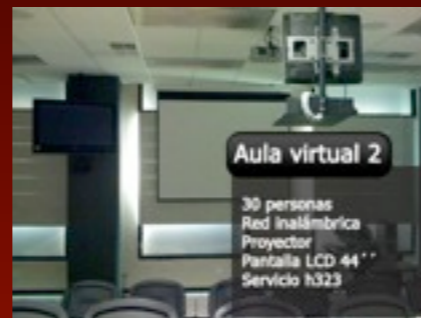 Aula virtual 2
30 personas
Red inalámbrica
Proyector
Pantalla LCD 44´´
Servicio h323